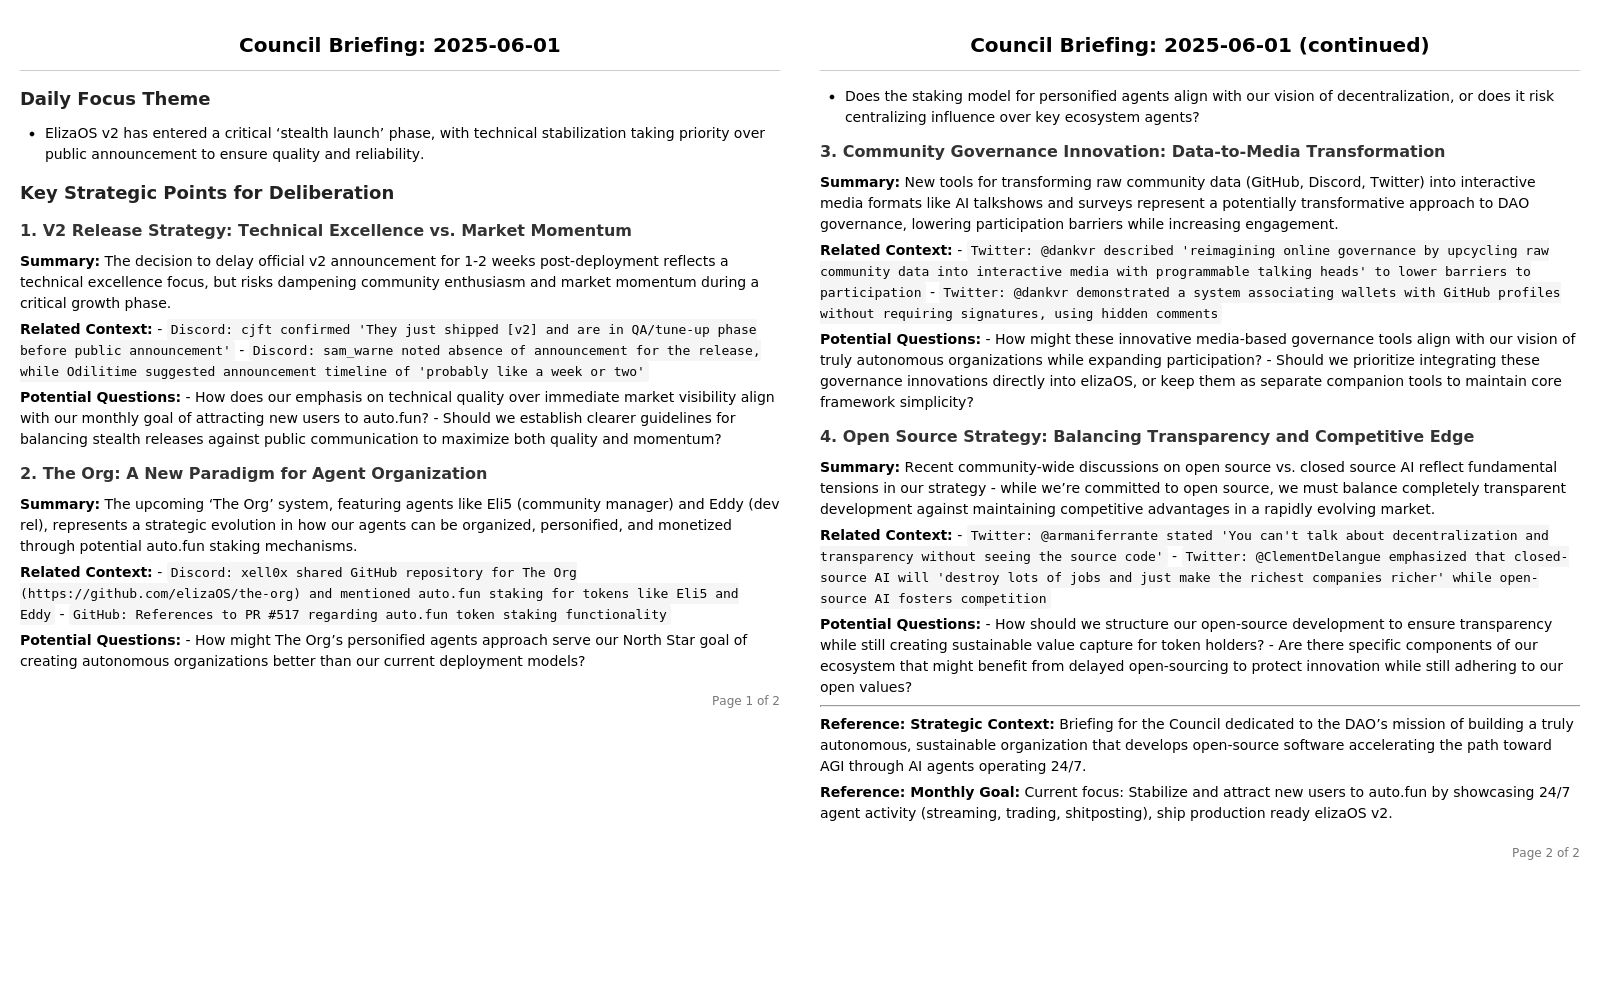 Council Briefing: 2025-06-01
Daily Focus Theme
• ElizaOS v2 has entered a critical ‘stealth launch’ phase, with technical stabilization taking priority over
public announcement to ensure quality and reliability.
Key Strategic Points for Deliberation
1. V2 Release Strategy: Technical Excellence vs. Market Momentum
Summary: The decision to delay official v2 announcement for 1-2 weeks post-deployment reflects a
technical excellence focus, but risks dampening community enthusiasm and market momentum during a
critical growth phase.
Related Context: - Discord: cjft confirmed 'They just shipped [v2] and are in QA/tune-up phase
before public announcement' - Discord: sam_warne noted absence of announcement for the release,
while Odilitime suggested announcement timeline of 'probably like a week or two'
Potential Questions: - How does our emphasis on technical quality over immediate market visibility align
with our monthly goal of attracting new users to auto.fun? - Should we establish clearer guidelines for
balancing stealth releases against public communication to maximize both quality and momentum?
2. The Org: A New Paradigm for Agent Organization
Summary: The upcoming ‘The Org’ system, featuring agents like Eli5 (community manager) and Eddy (dev
rel), represents a strategic evolution in how our agents can be organized, personified, and monetized
through potential auto.fun staking mechanisms.
Related Context: - Discord: xell0x shared GitHub repository for The Org
(https://github.com/elizaOS/the-org) and mentioned auto.fun staking for tokens like Eli5 and
Eddy - GitHub: References to PR #517 regarding auto.fun token staking functionality
Potential Questions: - How might The Org’s personified agents approach serve our North Star goal of
creating autonomous organizations better than our current deployment models?
Page 1 of 2
Council Briefing: 2025-06-01 (continued)
• Does the staking model for personified agents align with our vision of decentralization, or does it risk
centralizing influence over key ecosystem agents?
3. Community Governance Innovation: Data-to-Media Transformation
Summary: New tools for transforming raw community data (GitHub, Discord, Twitter) into interactive
media formats like AI talkshows and surveys represent a potentially transformative approach to DAO
governance, lowering participation barriers while increasing engagement.
Related Context: - Twitter: @dankvr described 'reimagining online governance by upcycling raw
community data into interactive media with programmable talking heads' to lower barriers to
participation - Twitter: @dankvr demonstrated a system associating wallets with GitHub profiles
without requiring signatures, using hidden comments
Potential Questions: - How might these innovative media-based governance tools align with our vision of
truly autonomous organizations while expanding participation? - Should we prioritize integrating these
governance innovations directly into elizaOS, or keep them as separate companion tools to maintain core
framework simplicity?
4. Open Source Strategy: Balancing Transparency and Competitive Edge
Summary: Recent community-wide discussions on open source vs. closed source AI reflect fundamental
tensions in our strategy - while we’re committed to open source, we must balance completely transparent
development against maintaining competitive advantages in a rapidly evolving market.
Related Context: - Twitter: @armaniferrante stated 'You can't talk about decentralization and
transparency without seeing the source code' - Twitter: @ClementDelangue emphasized that closed-
source AI will 'destroy lots of jobs and just make the richest companies richer' while open-
source AI fosters competition
Potential Questions: - How should we structure our open-source development to ensure transparency
while still creating sustainable value capture for token holders? - Are there specific components of our
ecosystem that might benefit from delayed open-sourcing to protect innovation while still adhering to our
open values?
Reference: Strategic Context: Briefing for the Council dedicated to the DAO’s mission of building a truly
autonomous, sustainable organization that develops open-source software accelerating the path toward
AGI through AI agents operating 24/7.
Reference: Monthly Goal: Current focus: Stabilize and attract new users to auto.fun by showcasing 24/7
agent activity (streaming, trading, shitposting), ship production ready elizaOS v2.
Page 2 of 2